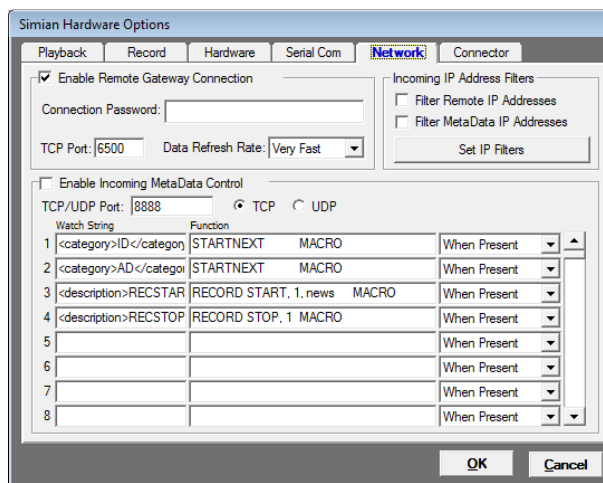 Simian Hardware Options
Playback Record Hardware Serial Com Network Connector
Enable Remote Gateway Connection
Connection Password:
TCP Port: 6500 Data Refresh Rate: Very Fast
Incoming IP Address Filters
Filter Remote IP Addresses
Filter MetaData IP Addresses
Set IP Filters
Enable Incoming MetaData Control
TCP/UDP Port: 8888 TCP UDP
Watch String Function
1 <category>ID</category STARTNEXT MACRO When Present
2 <category>AD</categor STARTNEXT MACRO When Present
3 <description>RECSTAR RECORD START, 1, news MACRO When Present
4 <description>RECSTOP RECORD STOP, 1 MACRO When Present
5 When Present
6 When Present
7 When Present
8 When Present
OK Cancel